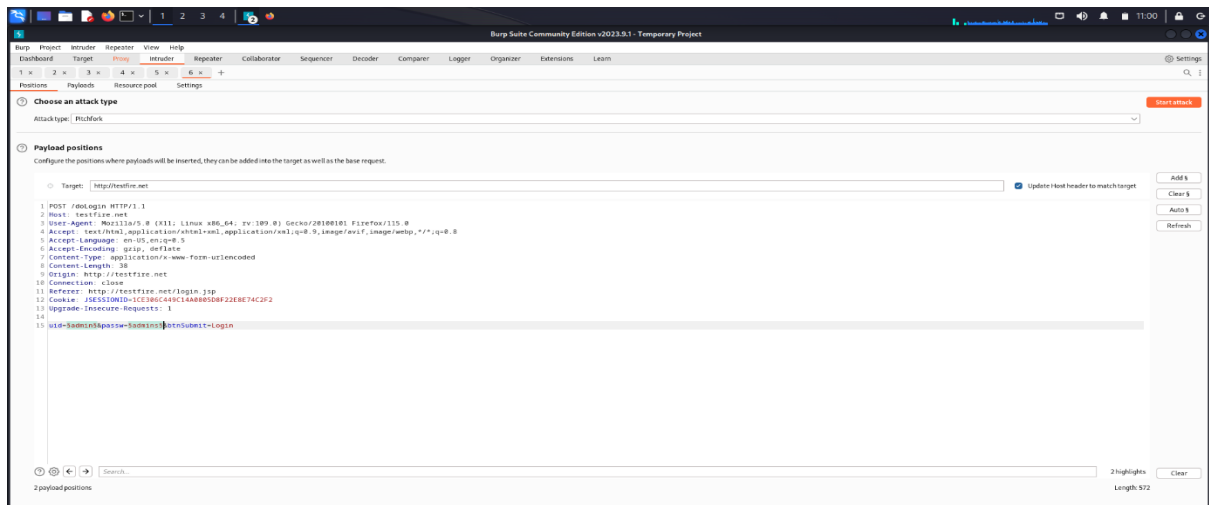 1 2 3 4 2 11:00
Burp Suite Community Edition v2023.9.1 - Temporary Project
Burp Project Intruder Repeater View Help
Dashboard Target Proxy Intruder Repeater Collaborator Sequencer Decoder Comparer Logger Organizer Extensions Learn Settings
1 × 2 × 3 × 4 × 5 × 6 × +
Positions Payloads Resource pool Settings
? Choose an attack type Start attack
Attack type: Pitchfork
? Payload positions
Configure the positions where payloads will be inserted, they can be added into the target as well as the base request.
Target: http://testfire.net Update Host header to match target
Add §
Clear §
Auto §
Refresh
1 POST /doLogin HTTP/1.1
2 Host: testfire.net
3 User-Agent: Mozilla/5.0 (X11; Linux x86_64; rv:109.0) Gecko/20100101 Firefox/115.0
4 Accept: text/html,application/xhtml+xml,application/xml;q=0.9,image/avif,image/webp,*/*;q=0.8
5 Accept-Language: en-US,en;q=0.5
6 Accept-Encoding: gzip, deflate
7 Content-Type: application/x-www-form-urlencoded
8 Content-Length: 38
9 Origin: http://testfire.net
10 Connection: close
11 Referer: http://testfire.net/login.jsp
12 Cookie: JSESSIONID=1CE306C449C14A0805D8F22E8E74C2F2
13 Upgrade-Insecure-Requests: 1
14
15 uid=§admin§&passw=§admins§&btnSubmit=Login
? Search... 2 highlights Clear
2 payload positions Length: 572